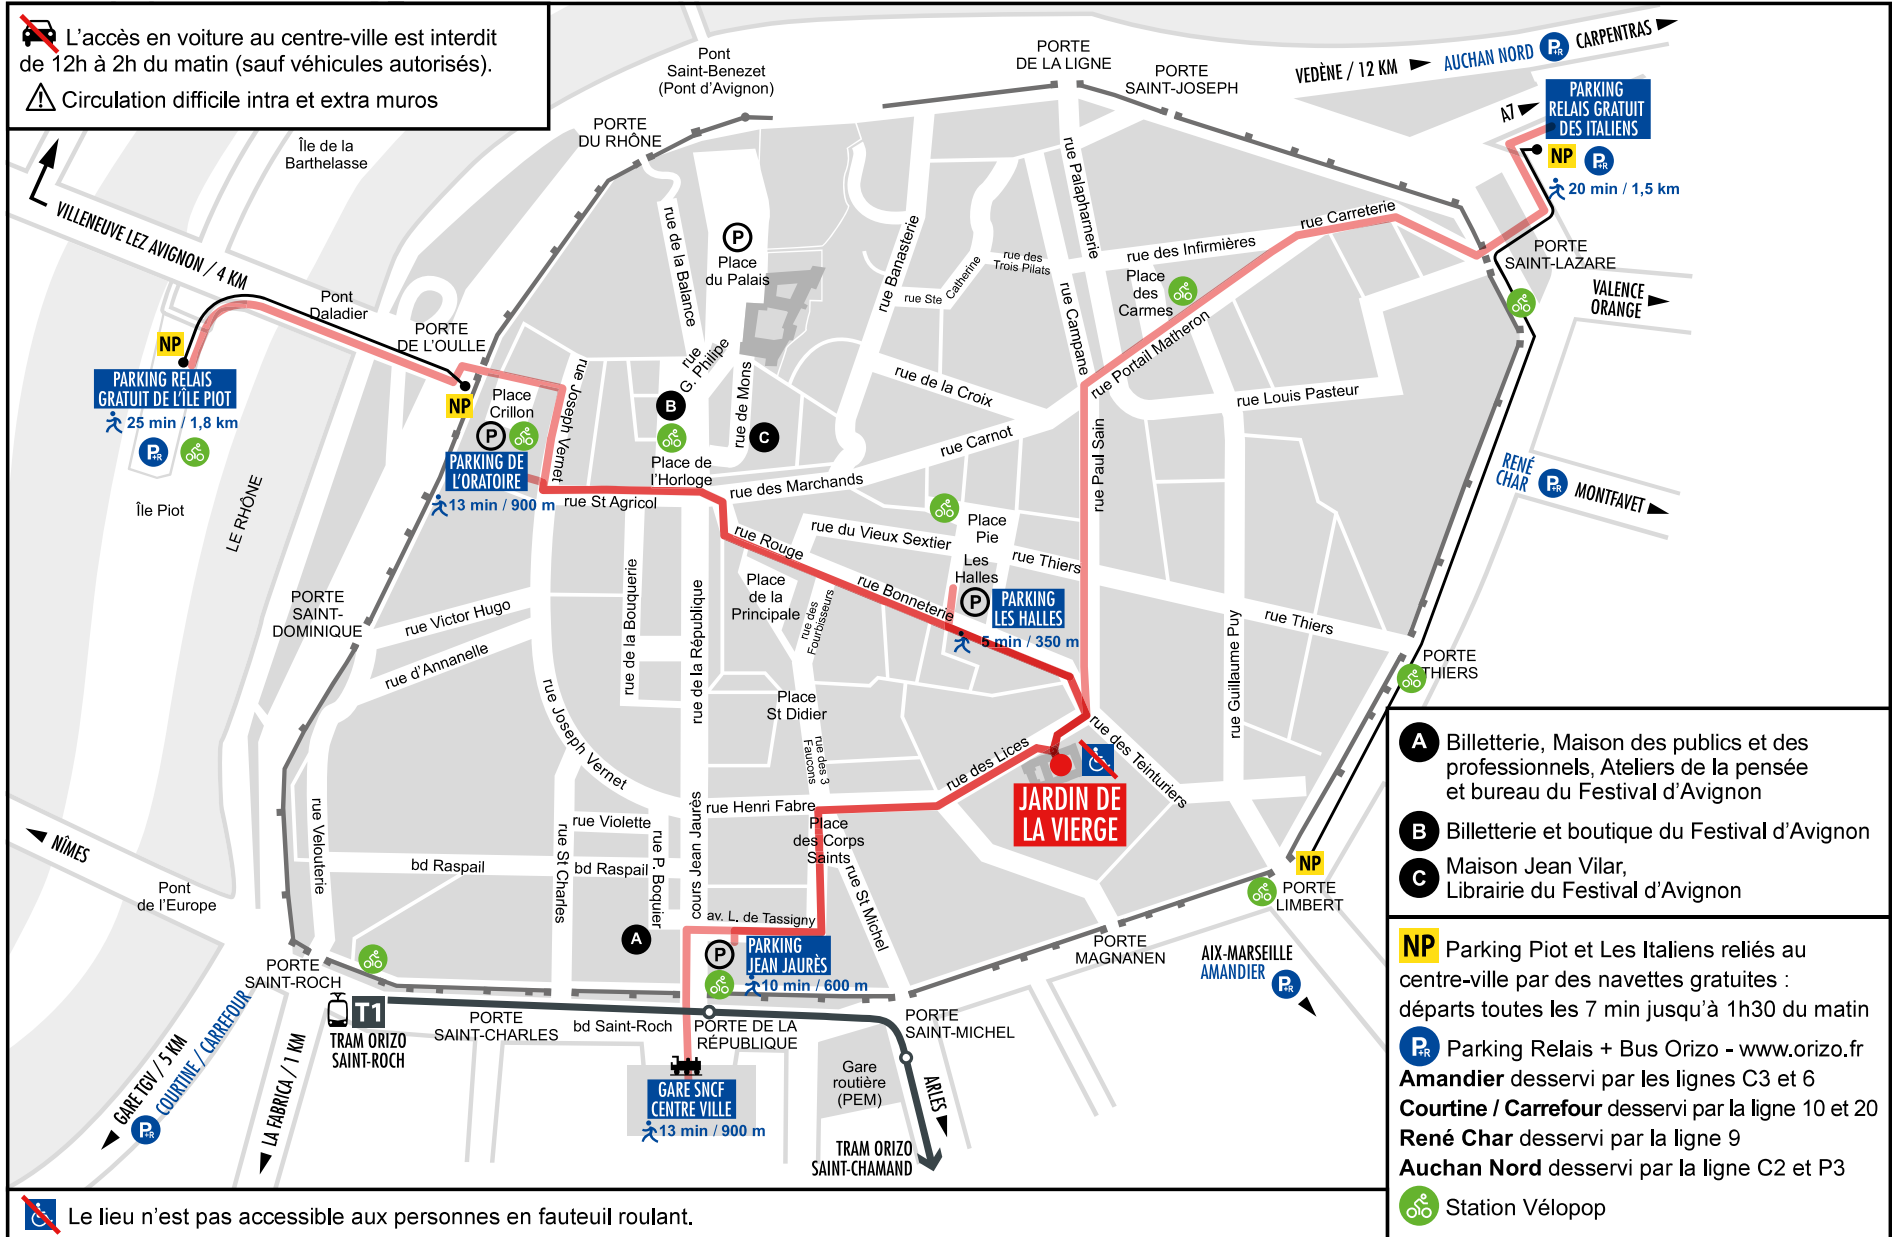 L'accès en voiture au centre-ville est interdit
de 12h à 2h du matin (sauf véhicules autorisés).
Circulation difficile intra et extra muros
Pont
Saint-Benezet
(Pont d'Avignon)
PORTE
DE LA LIGNE
PORTE
SAINT-JOSEPH
VEDÈNE / 12 KM
AUCHAN NORD
P+R
CARPENTRAS
A7
PARKING
RELAIS GRATUIT
DES ITALIENS
NP
P+R
20 min / 1,5 km
PORTE
DU RHÔNE
Île de la
Barthelasse
VILLENEUVE LEZ AVIGNON / 4 KM
Pont
Daladier
PORTE
DE L'OULLE
NP
PARKING RELAIS
GRATUIT DE L'ÎLE PIOT
25 min / 1,8 km
P+R
Île Piot
LE RHÔNE
NP
Place
Crillon
P
PARKING DE
L'ORATOIRE
13 min / 900 m
rue Joseph Vernet
rue St Agricol
rue de la Balance
P
Place
du Palais
rue
G. Philipe
rue de Mons
B
C
Place de
l'Horloge
rue Banasterie
rue Ste
Catherine
rue des
Trois Pilats
rue Palapharnerie
rue des Infirmières
rue Carreterie
Place
des
Carmes
rue Campane
rue Portail Matheron
rue de la Croix
rue Carnot
rue des Marchands
rue Louis Pasteur
PORTE
SAINT-LAZARE
VALENCE
ORANGE
RENÉ
CHAR
P+R
MONTFAVET
rue Paul Sain
rue du Vieux Sextier
Place
Pie
Les
Halles
P
PARKING
LES HALLES
5 min / 350 m
rue Thiers
rue Thiers
rue Rouge
rue Bonneterie
Place
de la
Principale
rue des
Fourbisseurs
rue de la Bouquerie
rue de la République
PORTE
SAINT-
DOMINIQUE
rue Victor Hugo
rue d'Annanelle
rue Joseph Vernet
Place
St Didier
rue des 3
Faucons
rue Guillaume Puy
PORTE
THIERS
rue des Lices
rue des Teinturiers
JARDIN DE
LA VIERGE
rue Henri Fabre
Place
des Corps
Saints
rue Violette
bd Raspail
bd Raspail
rue Velouterie
rue St Charles
rue P. Boquier
cours Jean Jaurès
rue St Michel
av. L. de Tassigny
A
P
PARKING
JEAN JAURÈS
10 min / 600 m
NÎMES
Pont
de l'Europe
PORTE
SAINT-ROCH
T1
TRAM ORIZO
SAINT-ROCH
PORTE
SAINT-CHARLES
bd Saint-Roch
PORTE DE LA
RÉPUBLIQUE
PORTE
SAINT-MICHEL
PORTE
MAGNANEN
NP
PORTE
LIMBERT
AIX-MARSEILLE
AMANDIER
P+R
GARE TGV / 5 KM
COURTINE / CARREFOUR
P+R
LA FABRICA / 1 KM
GARE SNCF
CENTRE VILLE
13 min / 900 m
Gare
routière
(PEM)
ARLES
TRAM ORIZO
SAINT-CHAMAND
A Billetterie, Maison des publics et des
professionnels, Ateliers de la pensée
et bureau du Festival d'Avignon
B Billetterie et boutique du Festival d'Avignon
C Maison Jean Vilar,
Librairie du Festival d'Avignon
NP Parking Piot et Les Italiens reliés au
centre-ville par des navettes gratuites :
départs toutes les 7 min jusqu'à 1h30 du matin
P+R Parking Relais + Bus Orizo - www.orizo.fr
Amandier desservi par les lignes C3 et 6
Courtine / Carrefour desservi par la ligne 10 et 20
René Char desservi par la ligne 9
Auchan Nord desservi par la ligne C2 et P3
Station Vélopop
Le lieu n'est pas accessible aux personnes en fauteuil roulant.